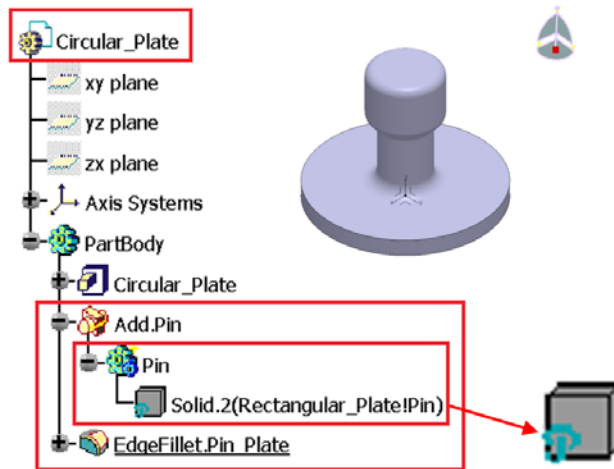 Circular_Plate
xy plane
yz plane
zx plane
Axis Systems
PartBody
Circular_Plate
Add.Pin
Pin
Solid.2(Rectangular_Plate!Pin)
EdgeFillet.Pin_Plate